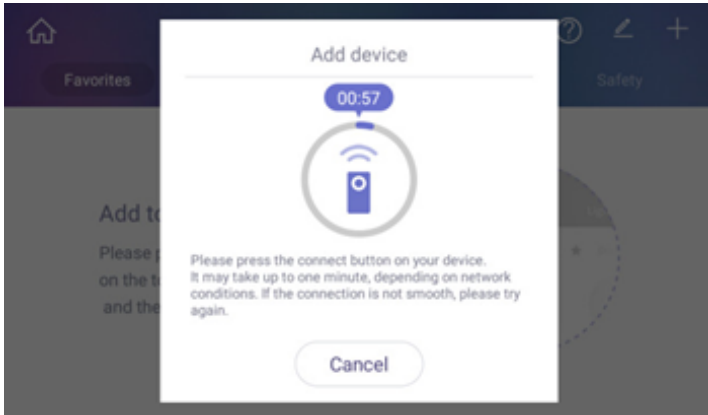 Add device
Favorites
Safety
00:57
Add to
Please
on the
and the
Please press the connect button on your device.
It may take up to one minute, depending on network
conditions. If the connection is not smooth, please try
again.
Cancel